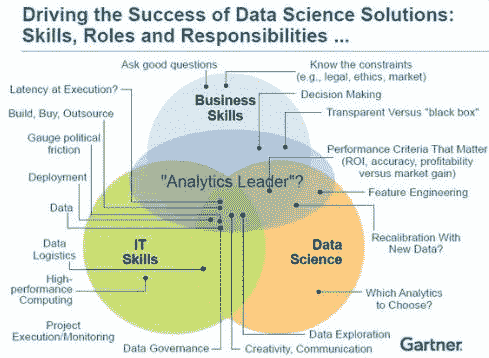 Driving the Success of Data Science Solutions:
Skills, Roles and Responsibilities ...
Ask good questions
Know the constraints
(e.g., legal, ethics, market)
Latency at Execution?
Business
Skills
Decision Making
Build, Buy, Outsource
Transparent Versus "black box"
Gauge political
friction
Performance Criteria That Matter
(ROI, accuracy, profitability
versus market gain)
Deployment
"Analytics Leader"?
Feature Engineering
Data
IT
Skills
Data
Science
Recalibration With
New Data?
Data
Logistics
High-
performance
Computing
Which Analytics
to Choose?
Project
Execution/Monitoring
Data Exploration
Data Governance
Creativity, Communication
Gartner.